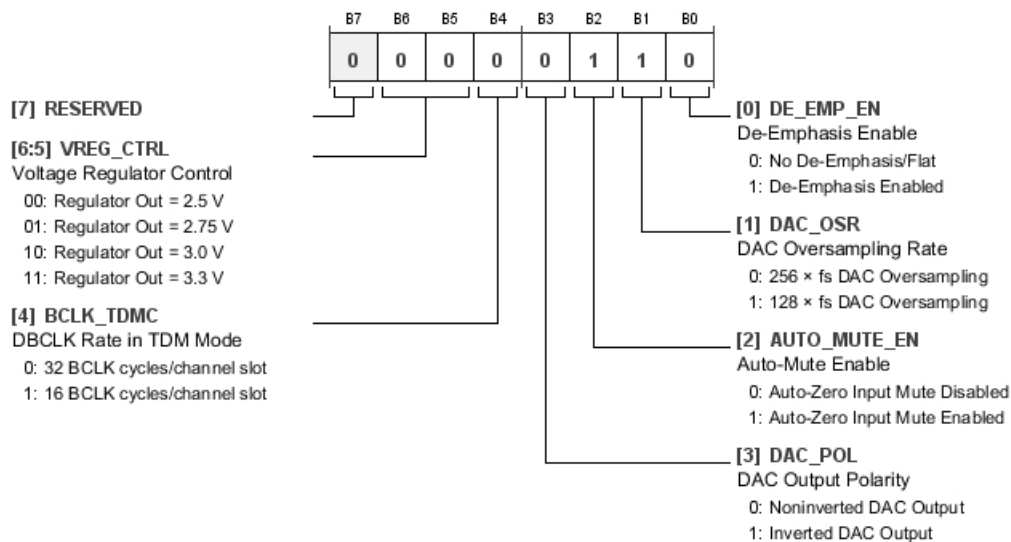 B7 B6 B5 B4 B3 B2 B1 B0
0 0 0 0 0 1 1 0
[7] RESERVED
[6:5] VREG_CTRL
Voltage Regulator Control
00: Regulator Out = 2.5 V
01: Regulator Out = 2.75 V
10: Regulator Out = 3.0 V
11: Regulator Out = 3.3 V
[4] BCLK_TDMC
DBCLK Rate in TDM Mode
0: 32 BCLK cycles/channel slot
1: 16 BCLK cycles/channel slot
[0] DE_EMP_EN
De-Emphasis Enable
0: No De-Emphasis/Flat
1: De-Emphasis Enabled
[1] DAC_OSR
DAC Oversampling Rate
0: 256 × fs DAC Oversampling
1: 128 × fs DAC Oversampling
[2] AUTO_MUTE_EN
Auto-Mute Enable
0: Auto-Zero Input Mute Disabled
1: Auto-Zero Input Mute Enabled
[3] DAC_POL
DAC Output Polarity
0: Noninverted DAC Output
1: Inverted DAC Output